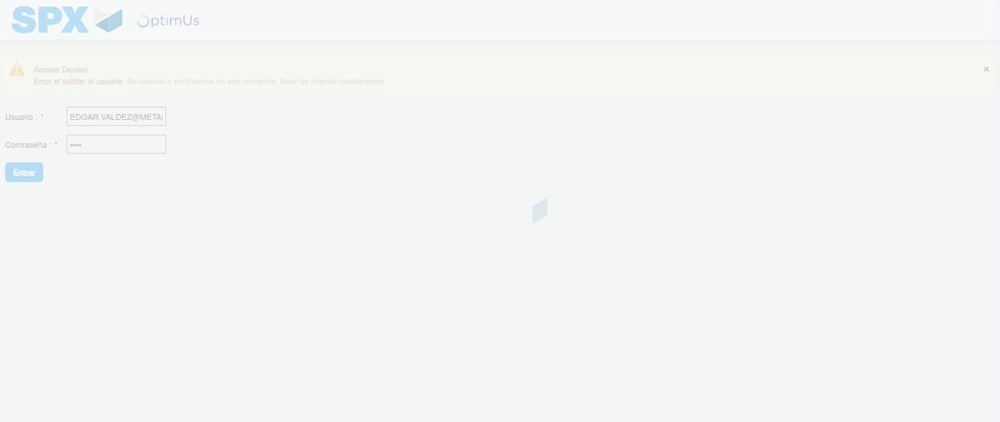 SPX OptimUs
Access Denied
Error al validar el usuario Su usuario o contraseña no son correctos, favor de intentar nuevamente
Usuario : * EDGAR.VALDEZ@META
Contraseña : * ••••
Entrar